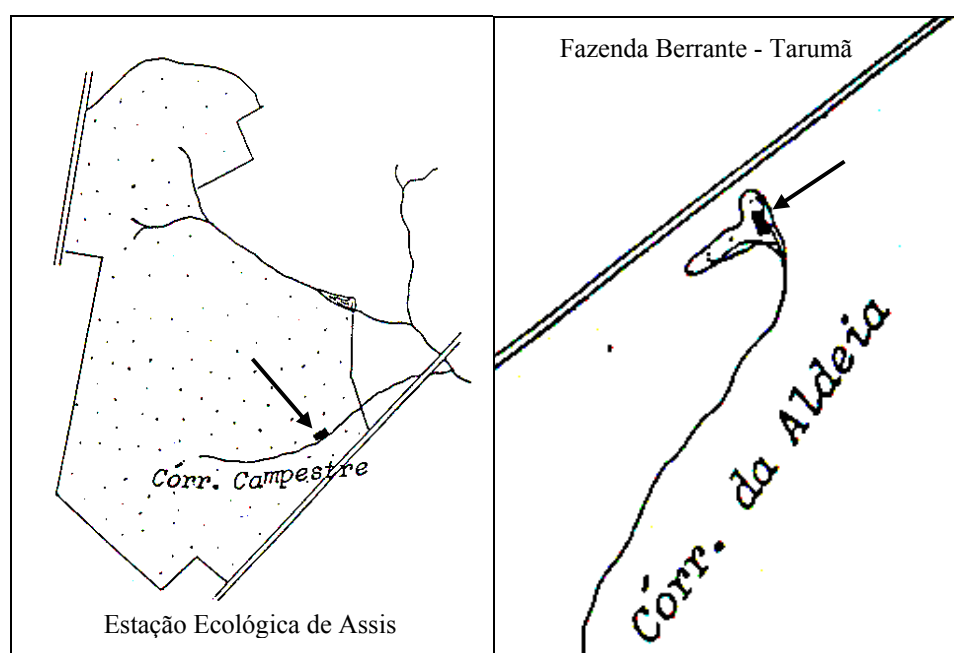 Córr. Campestre
Estação Ecológica de Assis
Fazenda Berrante - Tarumã
Córr. da Aldeia